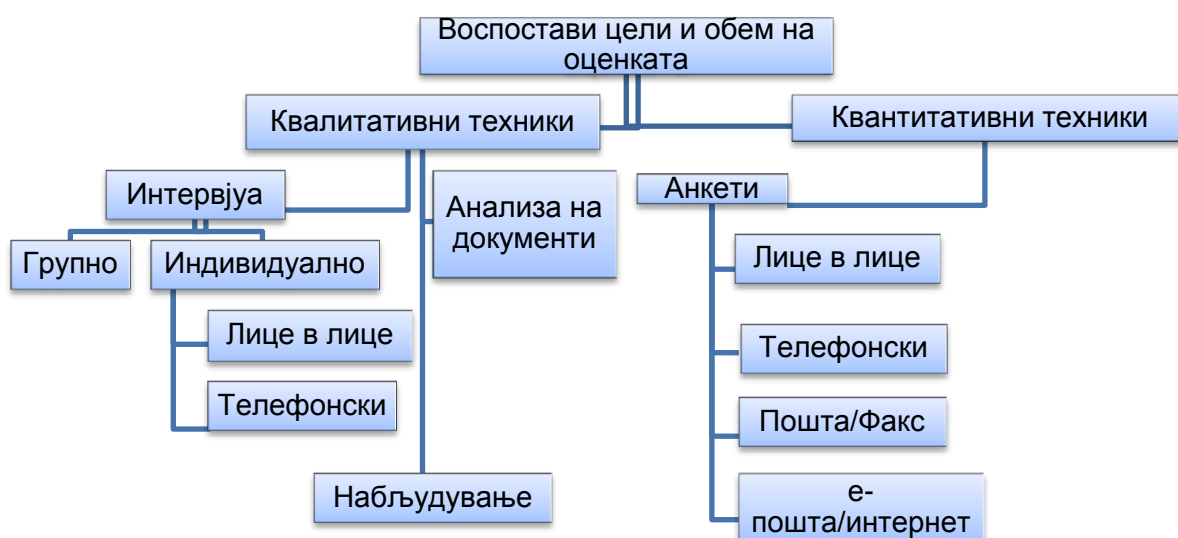 Воспостави цели и обем на
оценката
Квалитативни техники
Квантитативни техники
Интервјуа
Групно
Индивидуално
Лице в лице
Телефонски
Анализа на
документи
Набљудување
Анкети
Лице в лице
Телефонски
Пошта/Факс
е-
пошта/интернет